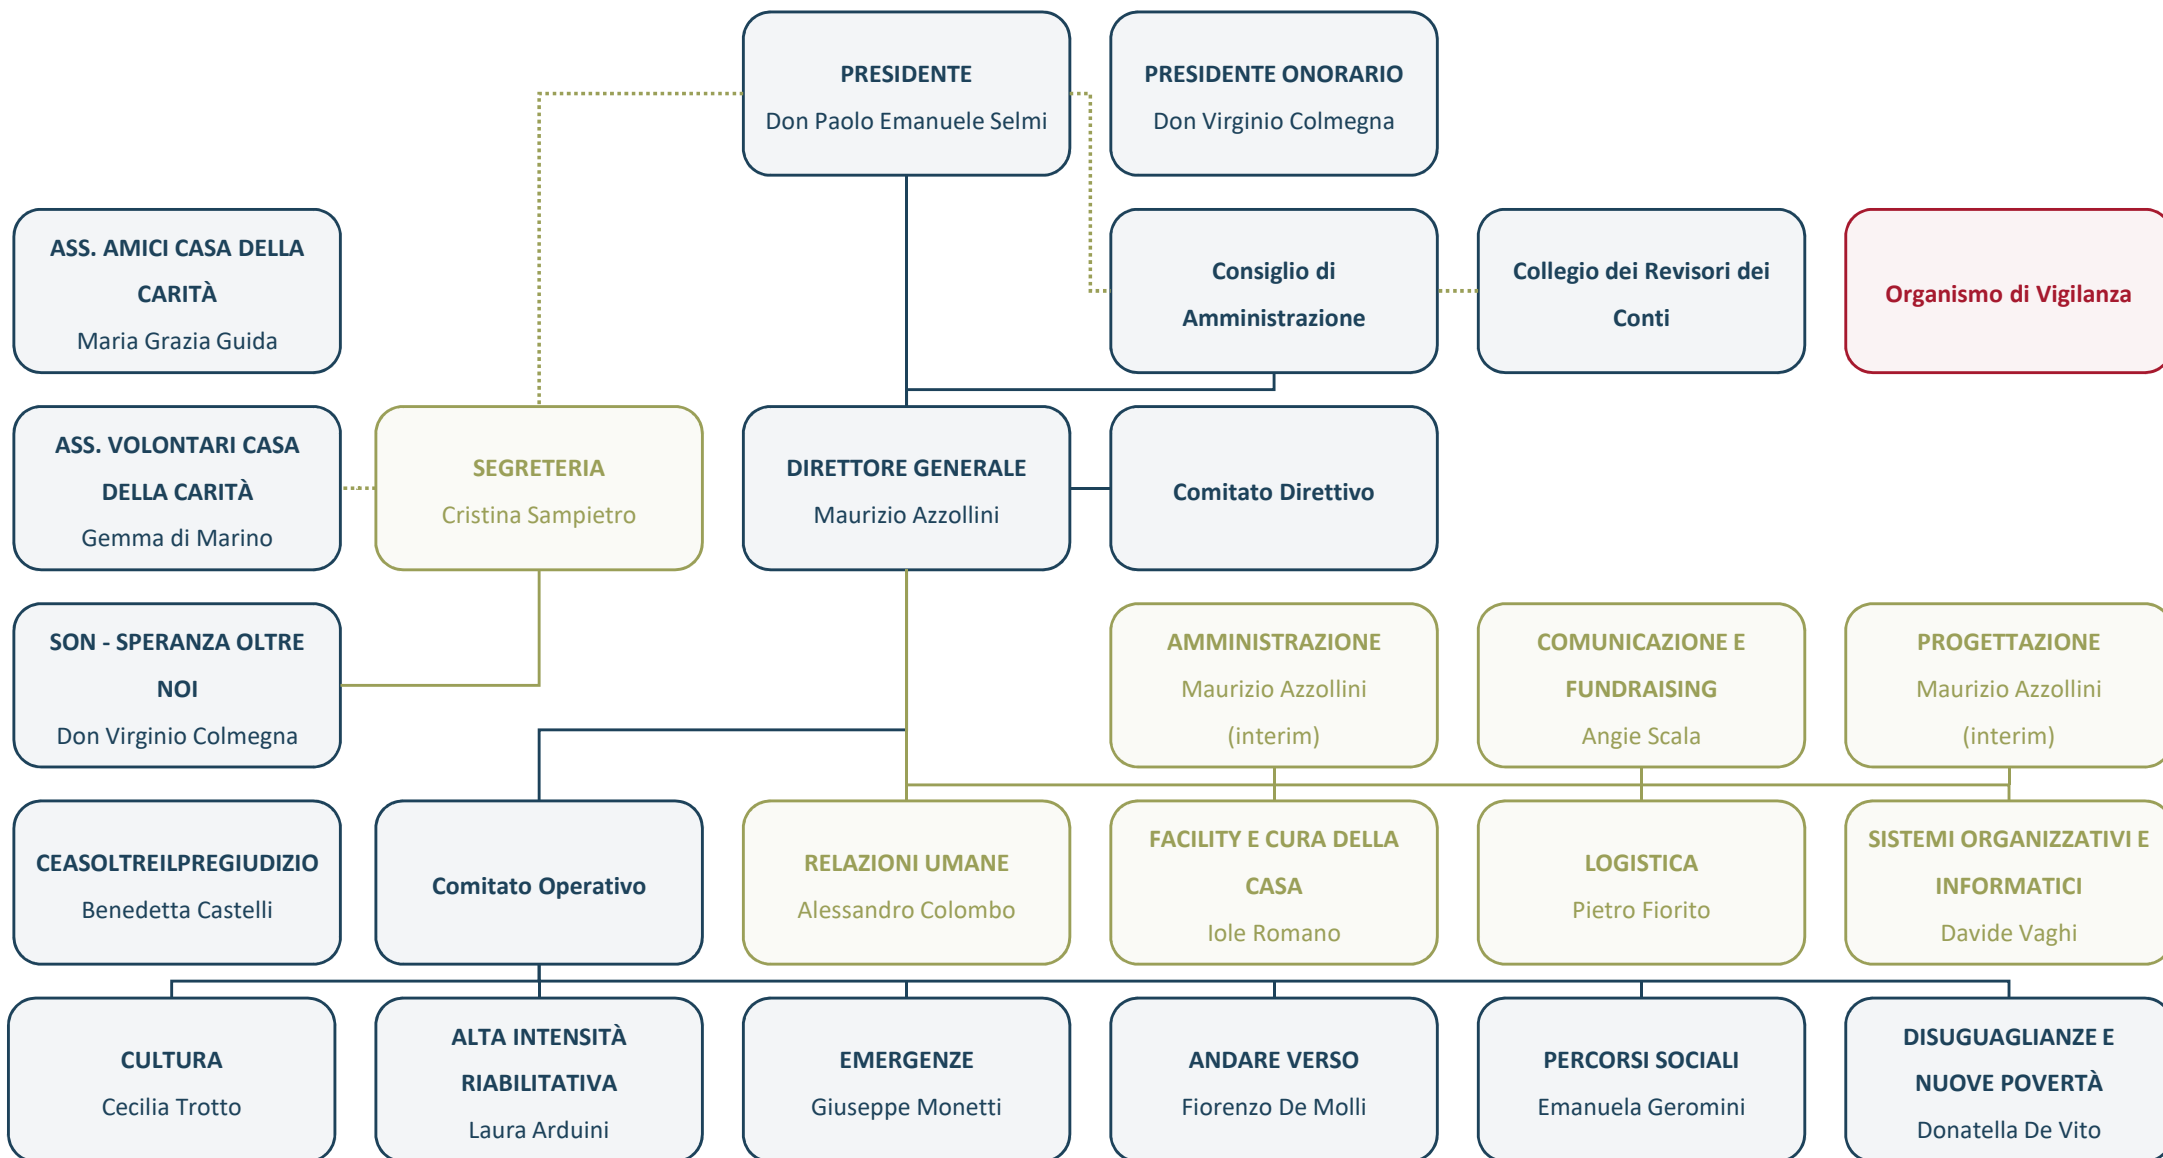 PRESIDENTE
Don Paolo Emanuele Selmi
PRESIDENTE ONORARIO
Don Virginio Colmegna
ASS. AMICI CASA DELLA
CARITÀ
Maria Grazia Guida
Consiglio di
Amministrazione
Collegio dei Revisori dei
Conti
Organismo di Vigilanza
ASS. VOLONTARI CASA
DELLA CARITÀ
Gemma di Marino
SEGRETERIA
Cristina Sampietro
DIRETTORE GENERALE
Maurizio Azzollini
Comitato Direttivo
SON - SPERANZA OLTRE
NOI
Don Virginio Colmegna
AMMINISTRAZIONE
Maurizio Azzollini
(interim)
COMUNICAZIONE E
FUNDRAISING
Angie Scala
PROGETTAZIONE
Maurizio Azzollini
(interim)
CEASOLTREILPREGIUDIZIO
Benedetta Castelli
Comitato Operativo
RELAZIONI UMANE
Alessandro Colombo
FACILITY E CURA DELLA
CASA
Iole Romano
LOGISTICA
Pietro Fiorito
SISTEMI ORGANIZZATIVI E
INFORMATICI
Davide Vaghi
CULTURA
Cecilia Trotto
ALTA INTENSITÀ
RIABILITATIVA
Laura Arduini
EMERGENZE
Giuseppe Monetti
ANDARE VERSO
Fiorenzo De Molli
PERCORSI SOCIALI
Emanuela Geromini
DISUGUAGLIANZE E
NUOVE POVERTÀ
Donatella De Vito